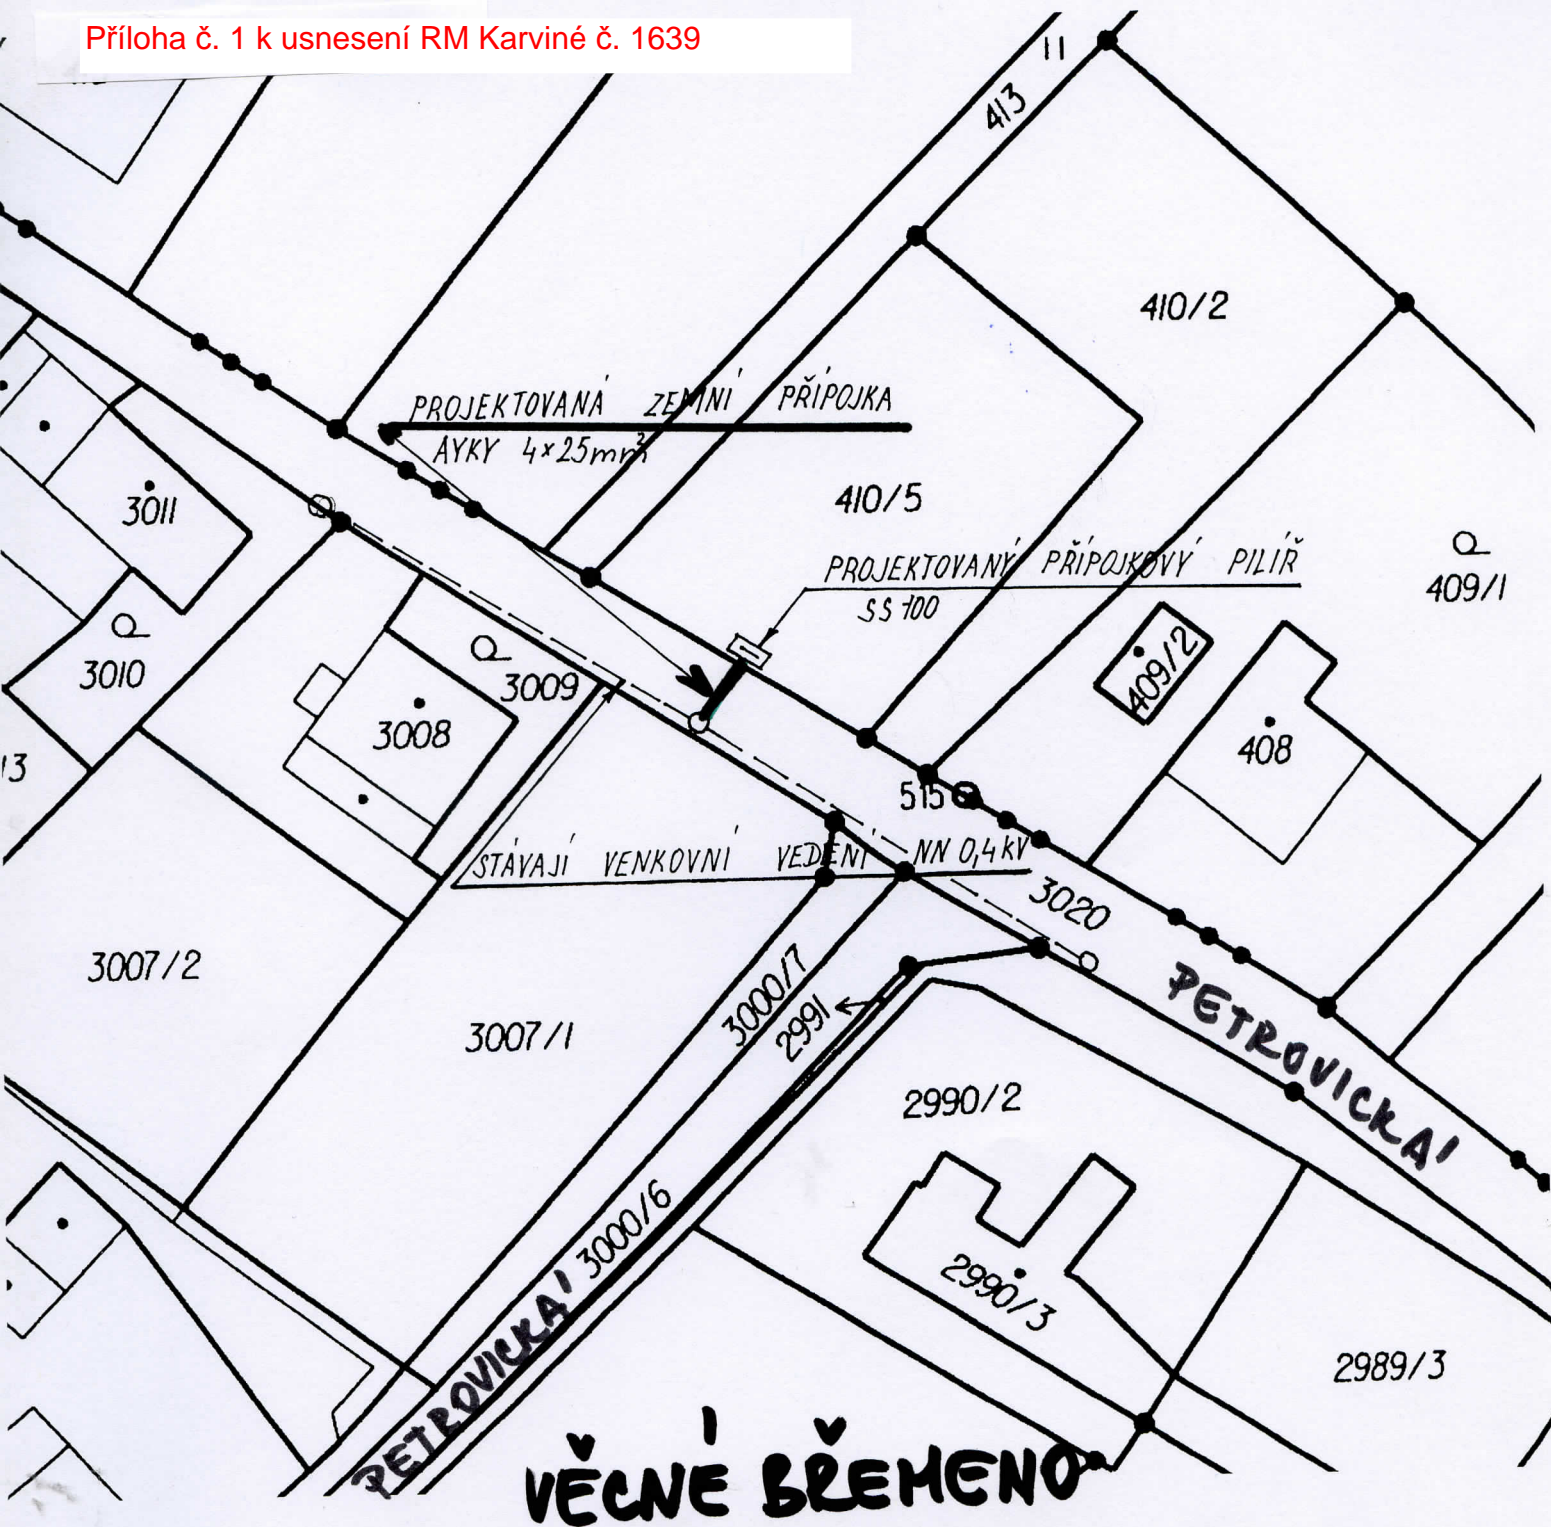 Příloha č. 1 k usnesení RM Karviné č. 1639
11
413
410/2
PROJEKTOVANÁ ZEMNÍ PŘÍPOJKA
AYKY 4×25mm²
410/5
3011
PROJEKTOVANÝ PŘÍPOJKOVÝ PILÍŘ
SS 100
409/1
3010
3009
409/2
3008
408
13
515
STÁVAJÍ VENKOVNÍ VEDENÍ NN 0,4 kV
3020
3007/2
3000/7
2991
3007/1
PETROVICKÁ
2990/2
3000/6
2990/3
PETROVICKÁ
2989/3
VĚCNÉ BŘEMENO